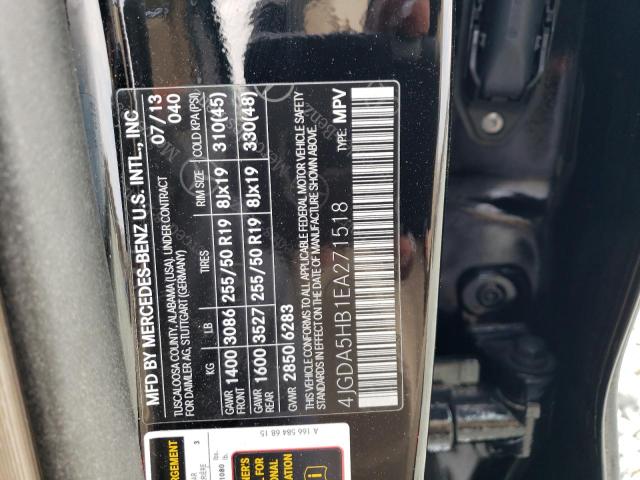 MFD BY MERCEDES-BENZ U.S. INTL., INC. 07/13
TUSCALOOSA COUNTY, ALABAMA (USA), UNDER CONTRACT 040
FOR DAIMLER AG, STUTTGART (GERMANY)
KG LB TIRES RIM SIZE COLD KPA (PSI)
GAWR 1400 3086 255/50 R19 8Jx19 310(45)
FRONT
GAWR 1600 3527 255/50 R19 8Jx19 330(48)
REAR
GVWR 2850 6283
THIS VEHICLE CONFORMS TO ALL APPLICABLE FEDERAL MOTOR VEHICLE SAFETY
STANDARDS IN EFFECT ON THE DATE OF MANUFACTURE SHOWN ABOVE.
4JGDA5HB1EA271518 TYPE: MPV
A 166 584 68 15
3
1080 lbs.